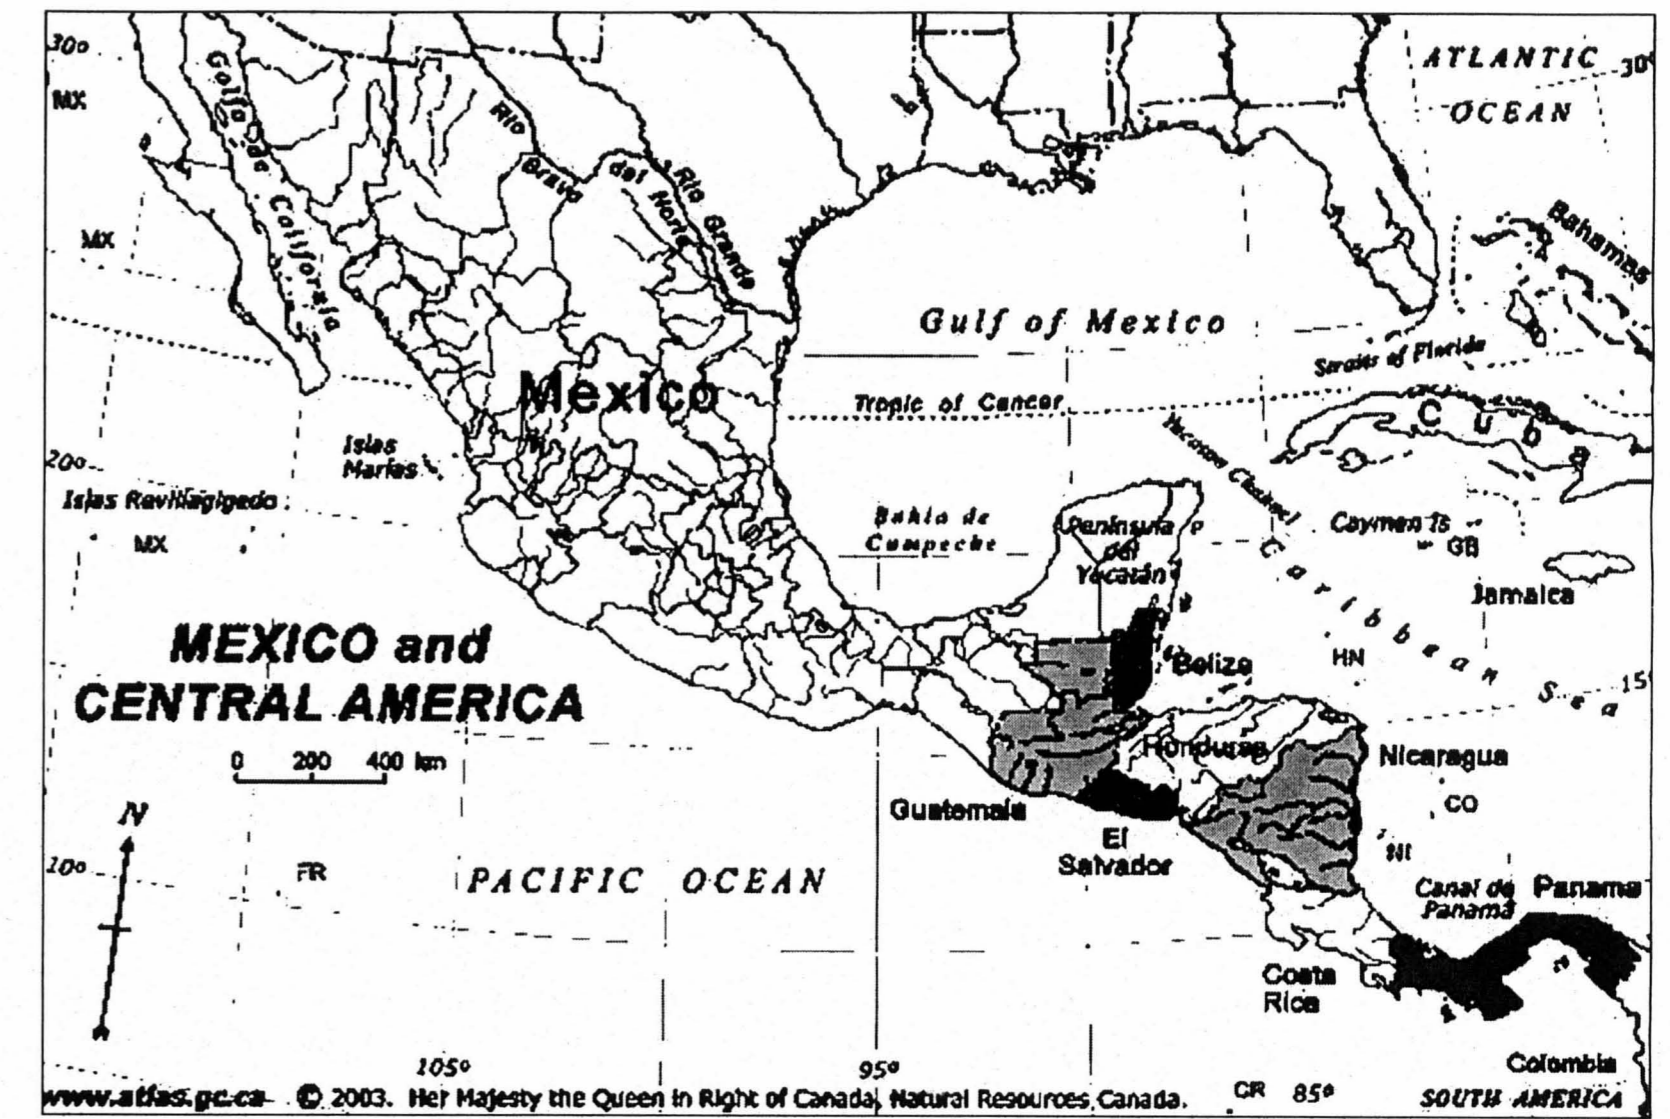 30°
ATLANTIC
OCEAN
30°
MX
Golfo de California
Rio
Bravo
del Norte
Rio Grande
Bahamas
MX
Gulf of Mexico
Straits of Florida
Mexico
Tropic of Cancer
Cuba
Yucatan Channel
Islas
Marias
20°
Islas Revillagigedo
MX
Bahia de
Campeche
Peninsula
del
Yucatán
Cayman Is
GB
Jamaica
Caribbean Sea
MEXICO and
CENTRAL AMERICA
Belize
HN
15°
0 200 400 km
Honduras
Nicaragua
Guatemala
CO
El
Salvador
NI
N
10°
FR
PACIFIC OCEAN
Canal de
Panamá
Panama
Costa
Rica
Colombia
105°
95°
CR 85°
SOUTH AMERICA
www.atlas.gc.ca © 2003. Her Majesty the Queen in Right of Canada, Natural Resources Canada.